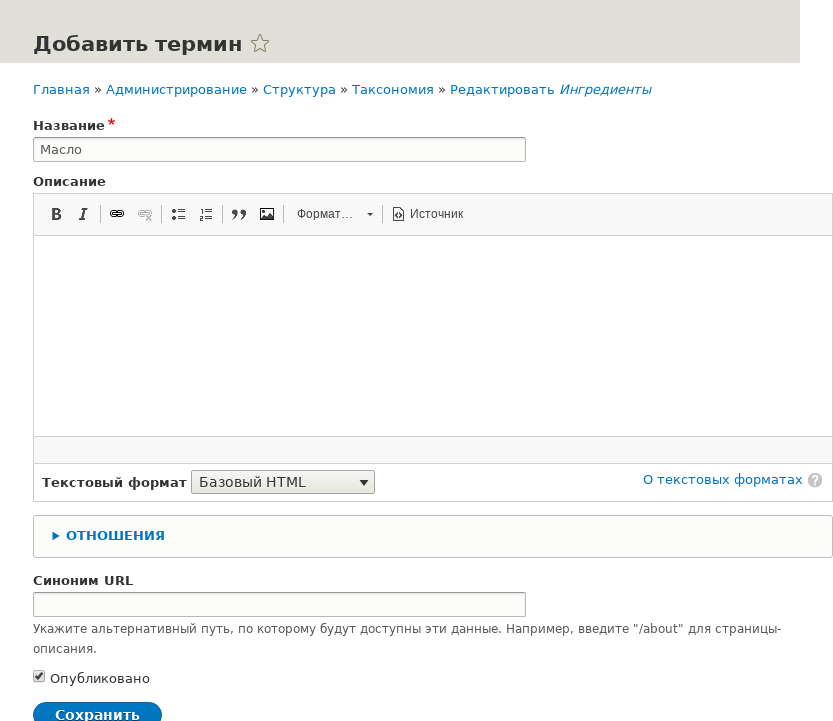 Добавить термин
Главная » Администрирование » Структура » Таксономия » Редактировать Ингредиенты
Название*
Масло
Описание
B I Формат... Источник
Текстовый формат Базовый HTML О текстовых форматах ?
ОТНОШЕНИЯ
Синоним URL
Укажите альтернативный путь, по которому будут доступны эти данные. Например, введите "/about" для страницы-
описания.
Опубликовано
Сохранить